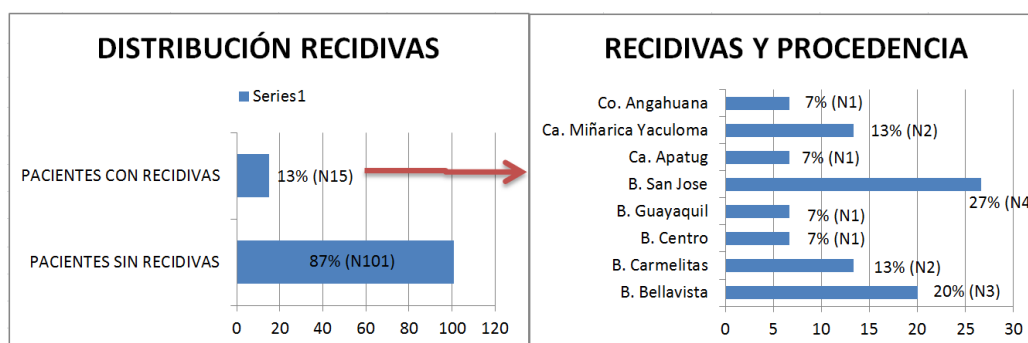 DISTRIBUCIÓN RECIDIVAS
Series1
PACIENTES CON RECIDIVAS
13% (N15)
PACIENTES SIN RECIDIVAS
87% (N101)
0 20 40 60 80 100 120
RECIDIVAS Y PROCEDENCIA
Co. Angahuana 7% (N1)
Ca. Miñarica Yaculoma 13% (N2)
Ca. Apatug 7% (N1)
B. San Jose 27% (N4
B. Guayaquil 7% (N1)
B. Centro 7% (N1)
B. Carmelitas 13% (N2)
B. Bellavista 20% (N3)
0 5 10 15 20 25 30